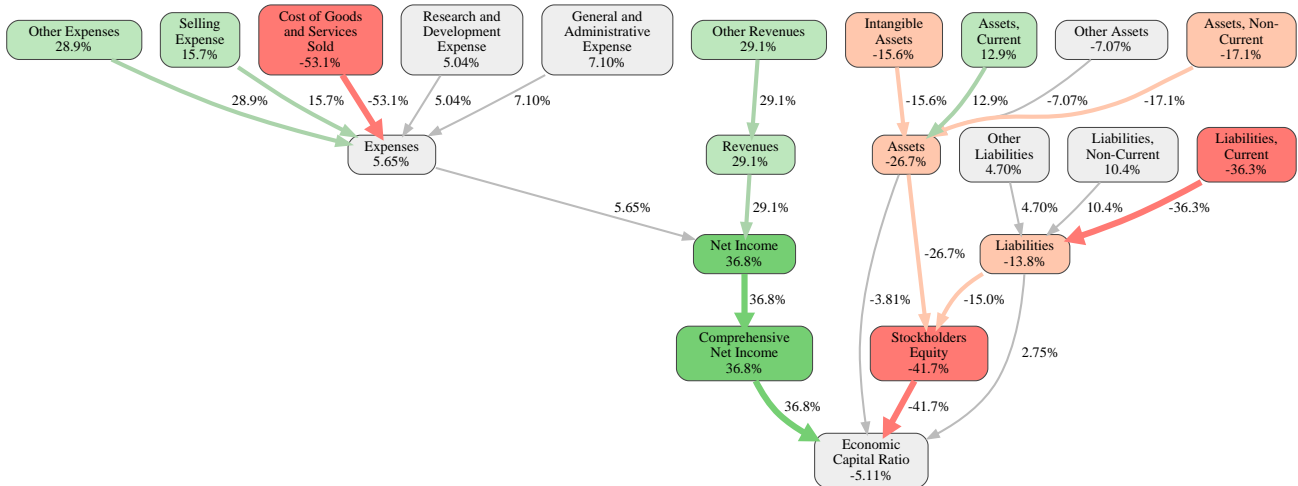 Other Expenses
28.9%
Selling
Expense
15.7%
Cost of Goods
and Services
Sold
-53.1%
Research and
Development
Expense
5.04%
General and
Administrative
Expense
7.10%
Other Revenues
29.1%
Intangible
Assets
-15.6%
Assets,
Current
12.9%
Other Assets
-7.07%
Assets, Non-
Current
-17.1%
28.9%
15.7%
-53.1%
5.04%
7.10%
29.1%
-15.6%
12.9%
-7.07%
-17.1%
Expenses
5.65%
Revenues
29.1%
Assets
-26.7%
Other
Liabilities
4.70%
Liabilities,
Non-Current
10.4%
Liabilities,
Current
-36.3%
5.65%
29.1%
-26.7%
4.70%
10.4%
-36.3%
Net Income
36.8%
Liabilities
-13.8%
36.8%
-3.81%
-15.0%
2.75%
Comprehensive
Net Income
36.8%
Stockholders
Equity
-41.7%
36.8%
-41.7%
Economic
Capital Ratio
-5.11%